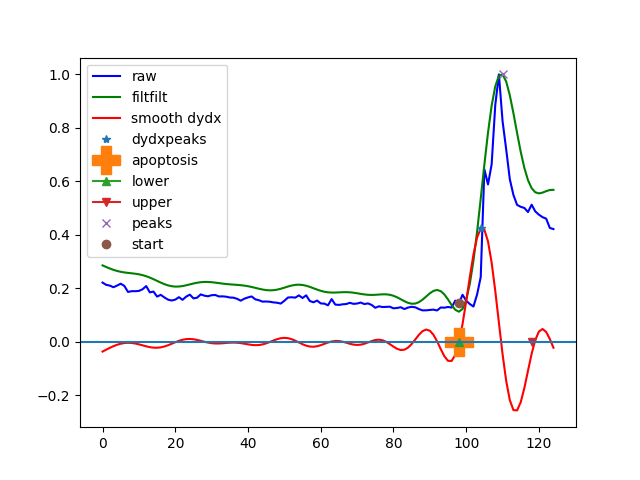 raw
filtfilt
smooth dydx
dydxpeaks
apoptosis
lower
upper
peaks
start
1.0
0.8
0.6
0.4
0.2
0.0
−0.2
0 20 40 60 80 100 120